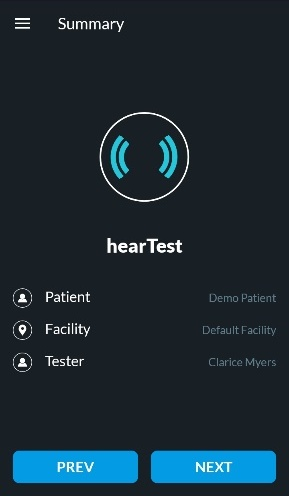 Summary
hearTest
Patient Demo Patient
Facility Default Facility
Tester Clarice Myers
PREV NEXT